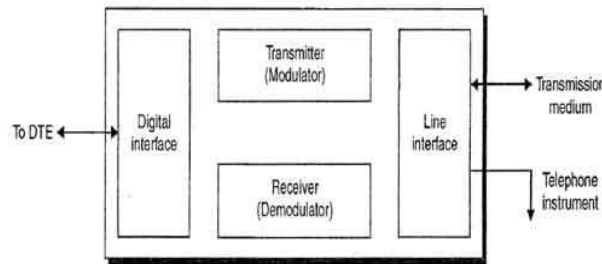 To DTE
Digital
interface
Transmitter
(Modulator)
Receiver
(Demodulator)
Line
interface
Transmission
medium
Telephone
instrument